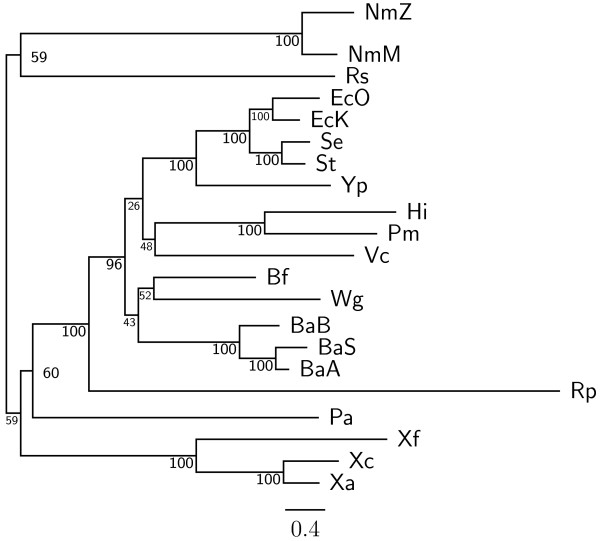 NmZ
100
59
NmM
Rs
EcO
100
EcK
100
Se
100
St
100
Yp
26
Hi
100
Pm
48
Vc
96
Bf
52
Wg
43
BaB
100
BaS
100
BaA
100
60
Rp
Pa
59
Xf
100
Xc
100
Xa
0.4